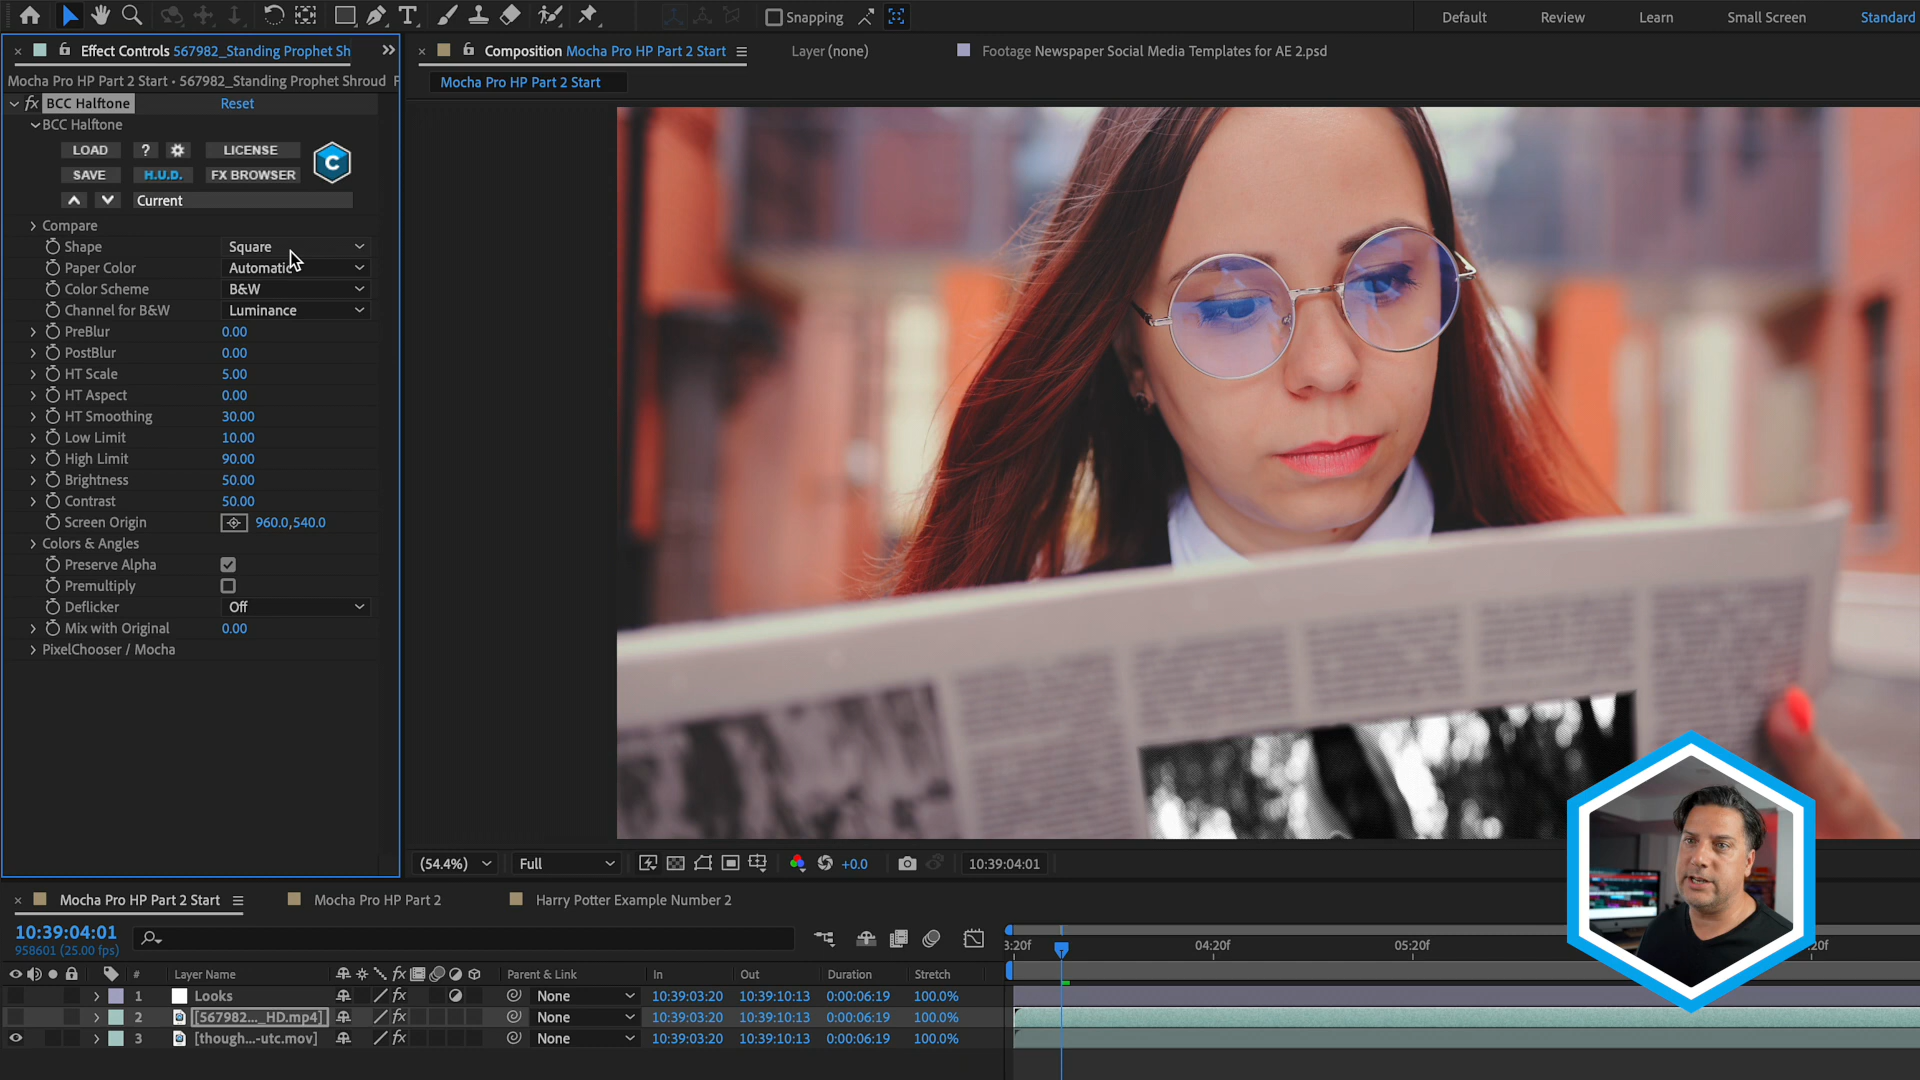 Snapping
Default
Review
Learn
Small Screen
Standard
Effect Controls 567982_Standing Prophet Sh
Composition Mocha Pro HP Part 2 Start
Layer (none)
Footage Newspaper Social Media Templates for AE 2.psd
Mocha Pro HP Part 2 Start • 567982_Standing Prophet Shroud
Mocha Pro HP Part 2 Start
fx BCC Halftone
Reset
BCC Halftone
LOAD
?
LICENSE
C
SAVE
H.U.D.
FX BROWSER
Current
Compare
Shape Square
Paper Color Automatic
Color Scheme B&W
Channel for B&W Luminance
PreBlur 0.00
PostBlur 0.00
HT Scale 5.00
HT Aspect 0.00
HT Smoothing 30.00
Low Limit 10.00
High Limit 90.00
Brightness 50.00
Contrast 50.00
Screen Origin 960.0,540.0
Colors & Angles
Preserve Alpha
Premultiply
Deflicker Off
Mix with Original 0.00
PixelChooser / Mocha
(54.4%)
Full
+0.0
10:39:04:01
Mocha Pro HP Part 2 Start
Mocha Pro HP Part 2
Harry Potter Example Number 2
10:39:04:01
958601 (25.00 fps)
3:20f
04:20f
05:20f
20f
# Layer Name fx Parent & Link In Out Duration Stretch
1 Looks fx None 10:39:03:20 10:39:10:13 0:00:06:19 100.0%
2 [567982..._HD.mp4] None 10:39:03:20 10:39:10:13 0:00:06:19 100.0%
3 [though...-utc.mov] fx None 10:39:03:20 10:39:10:13 0:00:06:19 100.0%